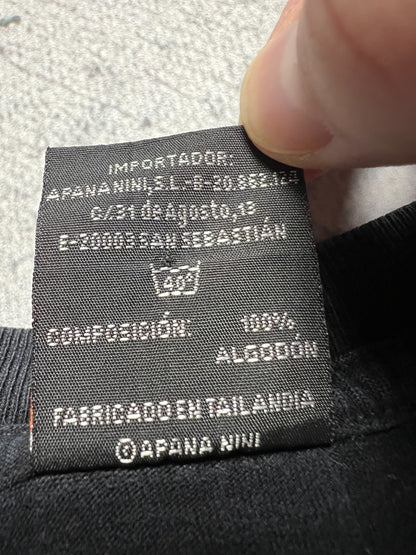 IMPORTADOR:
APANA NINI, S.L.-B-20.852.124
C/31 de Agosto, 13
E-20003 SAN SEBASTIÁN
40°
COMPOSICIÓN: 100%
ALGODÓN
FABRICADO EN TAILANDIA
© APANA NINI